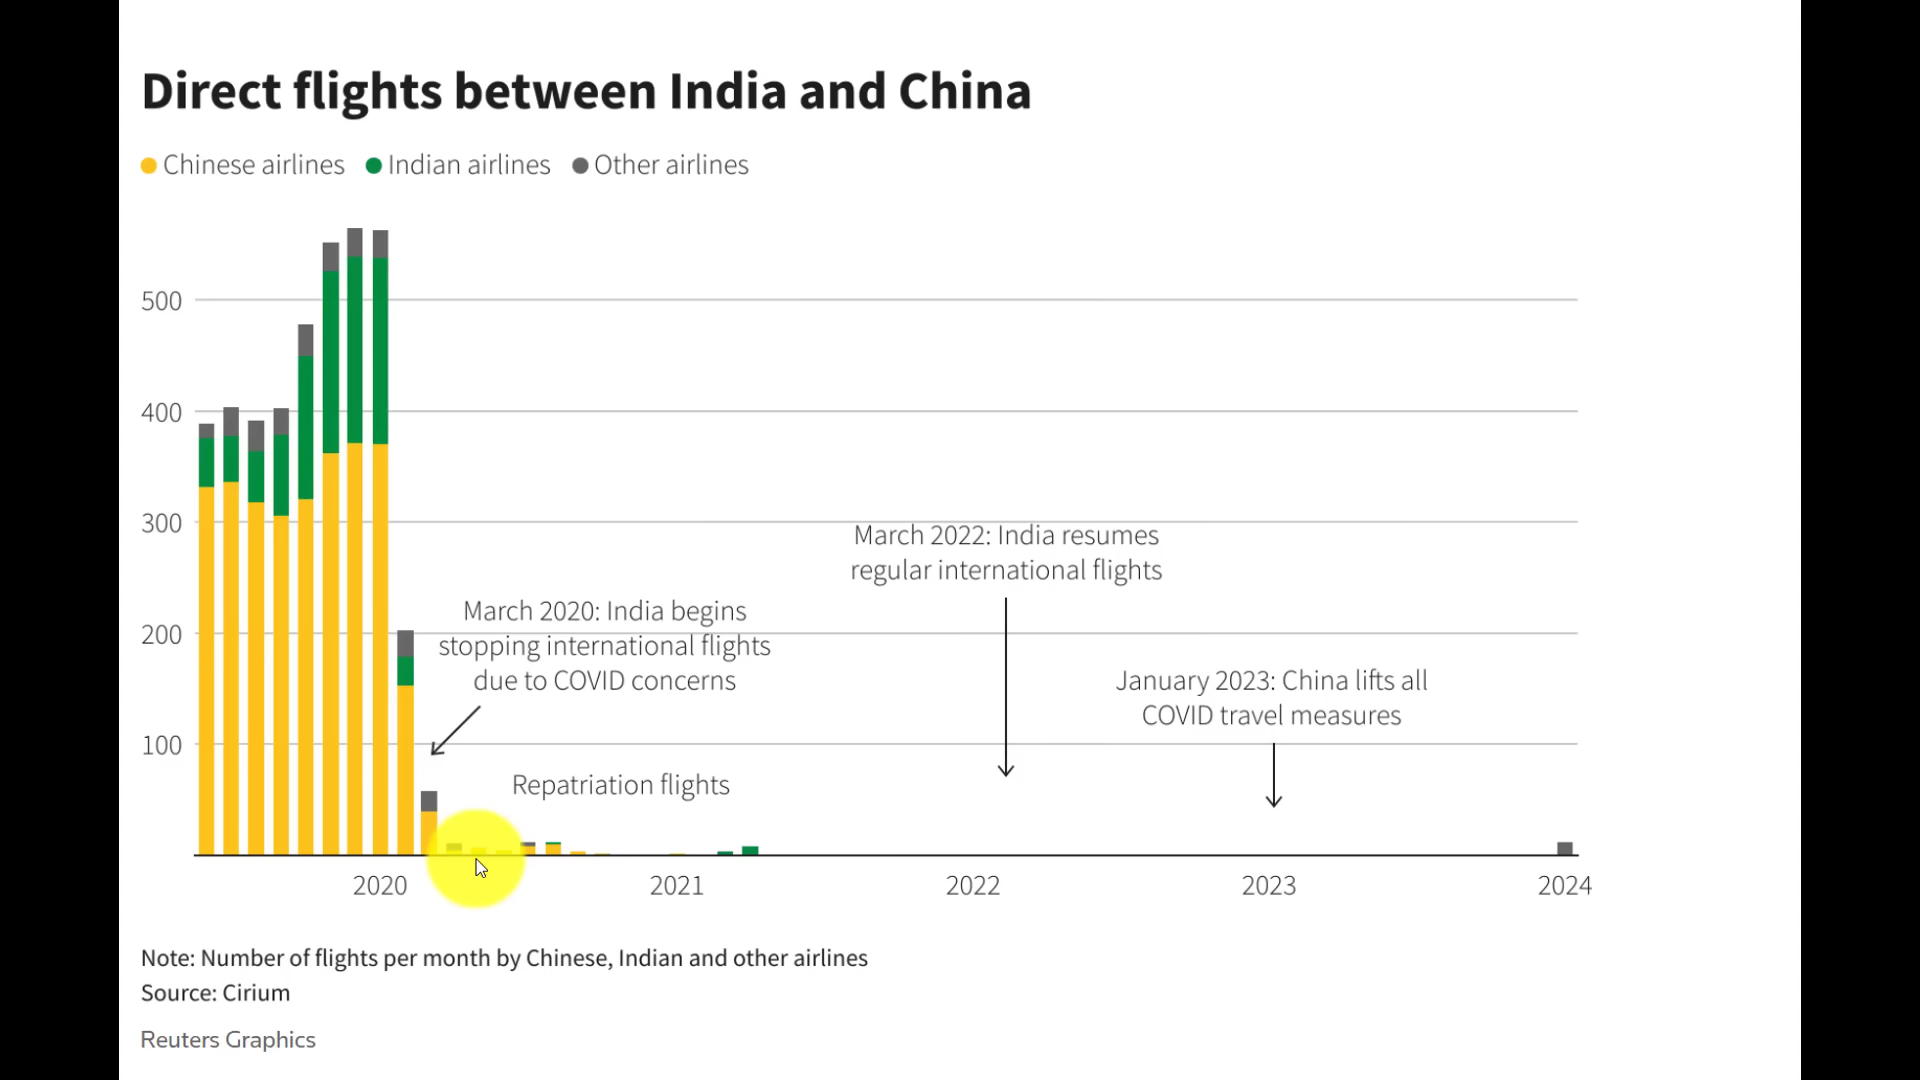 Direct flights between India and China
Chinese airlines Indian airlines Other airlines
500
400
300
200
100
March 2020: India begins
stopping international flights
due to COVID concerns
Repatriation flights
March 2022: India resumes
regular international flights
January 2023: China lifts all
COVID travel measures
2020 2021 2022 2023 2024
Note: Number of flights per month by Chinese, Indian and other airlines
Source: Cirium
Reuters Graphics